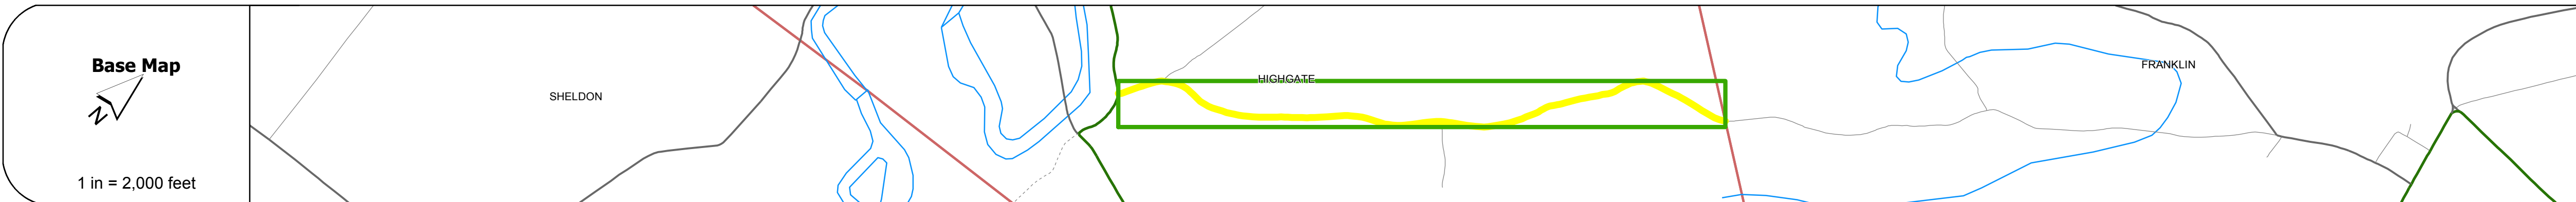 Base Map
N
1 in = 2,000 feet
SHELDON
HIGHGATE
FRANKLIN